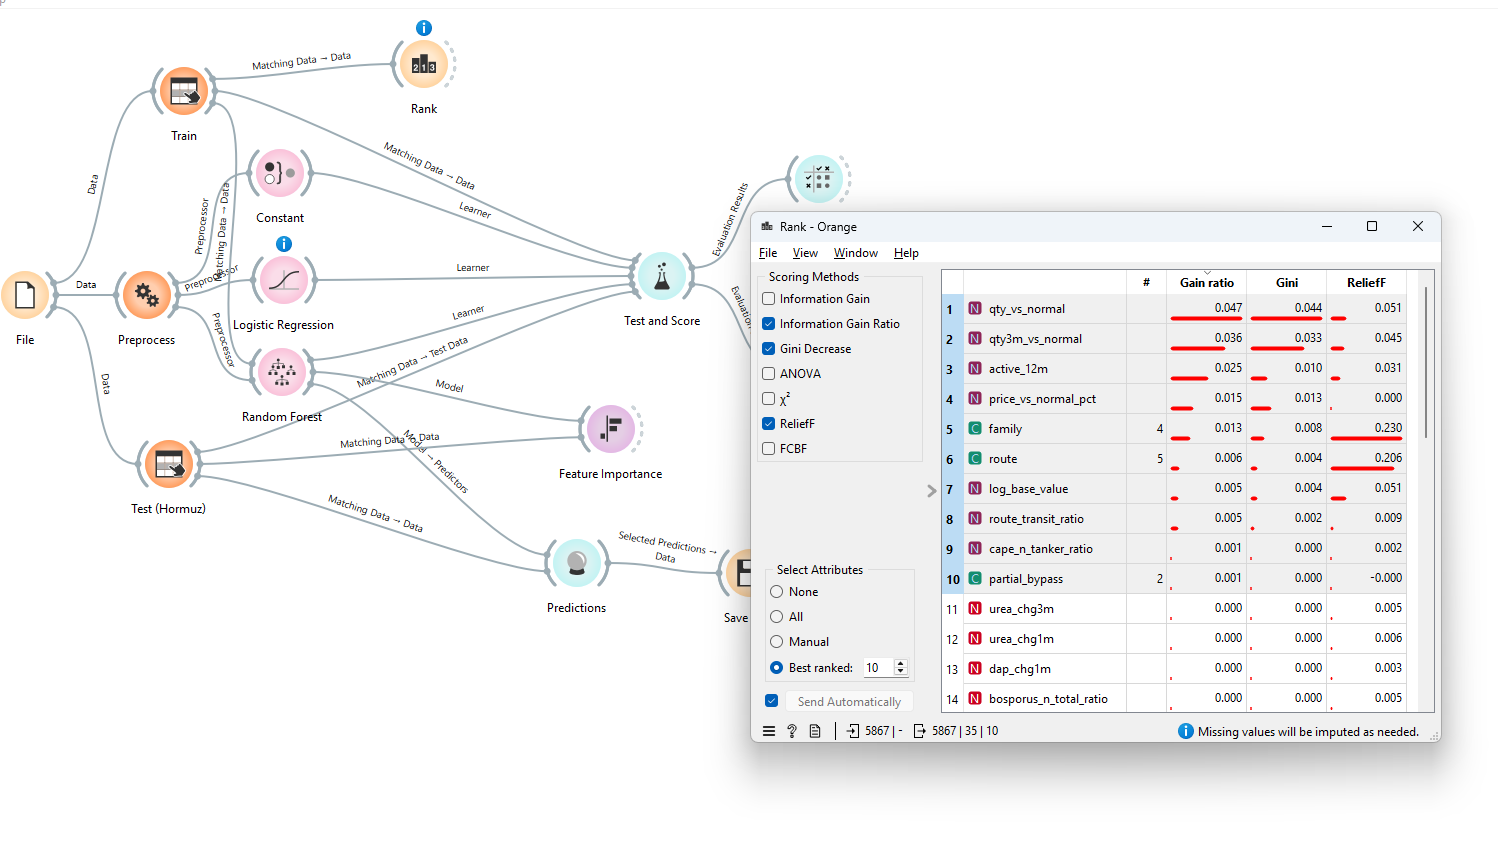 Matching Data → Data
Rank
Train
Data
Matching Data → Data
Preprocessor
Matching Data → Data
Constant
Learner
Evaluation Results
File
Data
Preprocess
Preprocessor
Logistic Regression
Learner
Test and Score
Preprocessor
Random Forest
Learner
Matching Data → Test Data
Evaluation
Data
Model
Matching Data → Data
Model → Predictors
Feature Importance
Test (Hormuz)
Matching Data → Data
Predictions
Selected Predictions →
Data
Save
Rank - Orange
File View Window Help
Scoring Methods
Information Gain
Information Gain Ratio
Gini Decrease
ANOVA
χ²
ReliefF
FCBF
Select Attributes
None
All
Manual
Best ranked: 10
Send Automatically
# Gain ratio Gini ReliefF
1 N qty_vs_normal 0.047 0.044 0.051
2 N qty3m_vs_normal 0.036 0.033 0.045
3 N active_12m 0.025 0.010 0.031
4 N price_vs_normal_pct 0.015 0.013 0.000
5 C family 4 0.013 0.008 0.230
6 C route 5 0.006 0.004 0.206
7 N log_base_value 0.005 0.004 0.051
8 N route_transit_ratio 0.005 0.002 0.009
9 N cape_n_tanker_ratio 0.001 0.000 0.002
10 C partial_bypass 2 0.001 0.000 -0.000
11 N urea_chg3m 0.000 0.000 0.005
12 N urea_chg1m 0.000 0.000 0.006
13 N dap_chg1m 0.000 0.000 0.003
14 N bosporus_n_total_ratio 0.000 0.000 0.005
5867 | - 5867 | 35 | 10
Missing values will be imputed as needed.